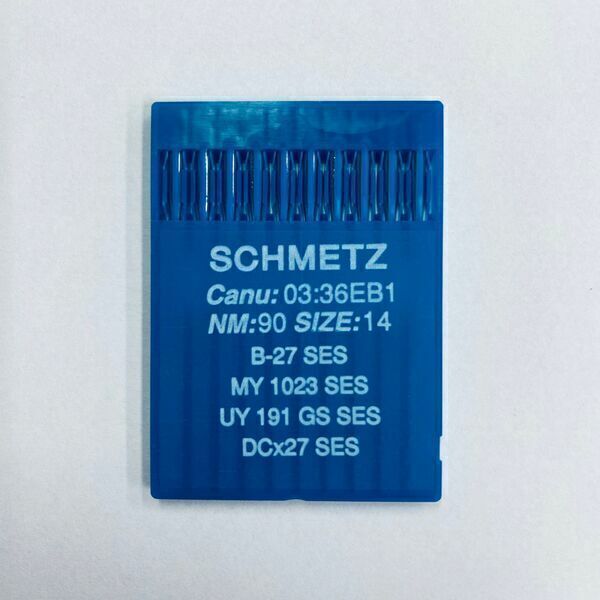 SCHMETZ
Canu: 03:36EB1
NM:90 SIZE:14
B-27 SES
MY 1023 SES
UY 191 GS SES
DCx27 SES